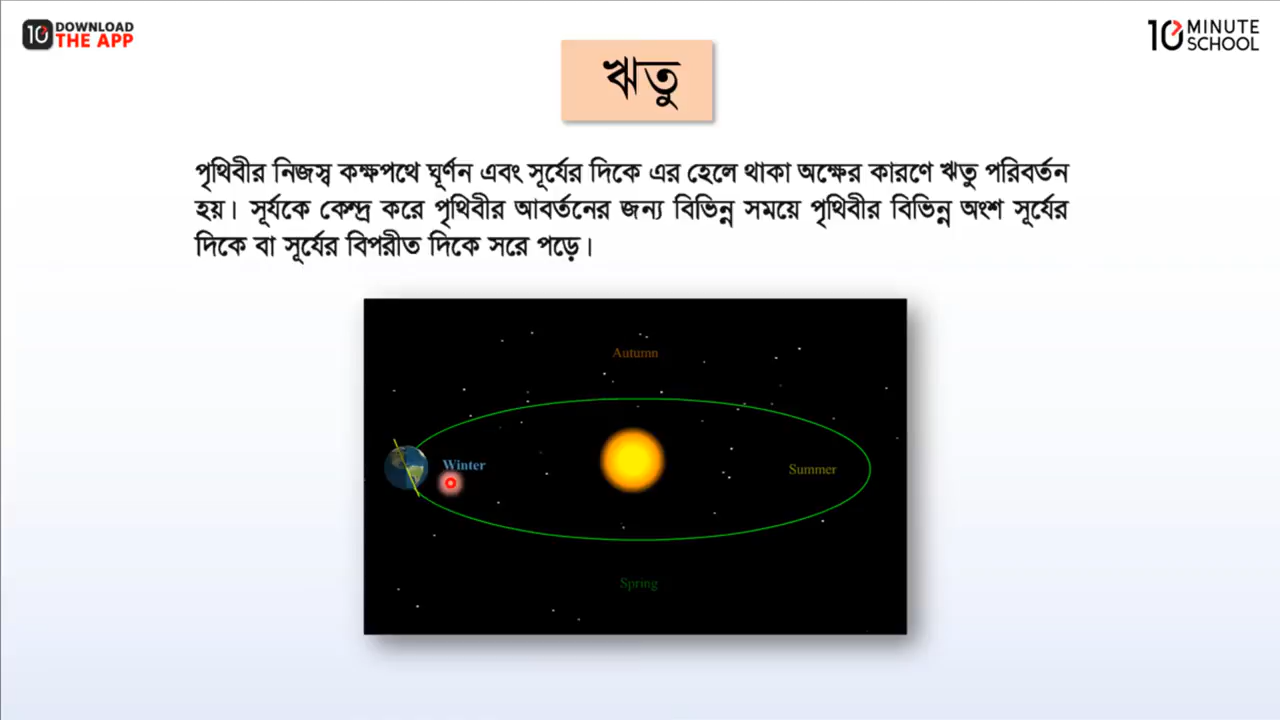 DOWNLOAD
THE APP
10 MINUTE
SCHOOL
ঋতু
পৃথিবীর নিজস্ব কক্ষপথে ঘূর্ণন এবং সূর্যের দিকে এর হেলে থাকা অক্ষের কারণে ঋতু পরিবর্তন
হয়। সূর্যকে কেন্দ্র করে পৃথিবীর আবর্তনের জন্য বিভিন্ন সময়ে পৃথিবীর বিভিন্ন অংশ সূর্যের
দিকে বা সূর্যের বিপরীত দিকে সরে পড়ে।
Autumn
Winter
Summer
Spring